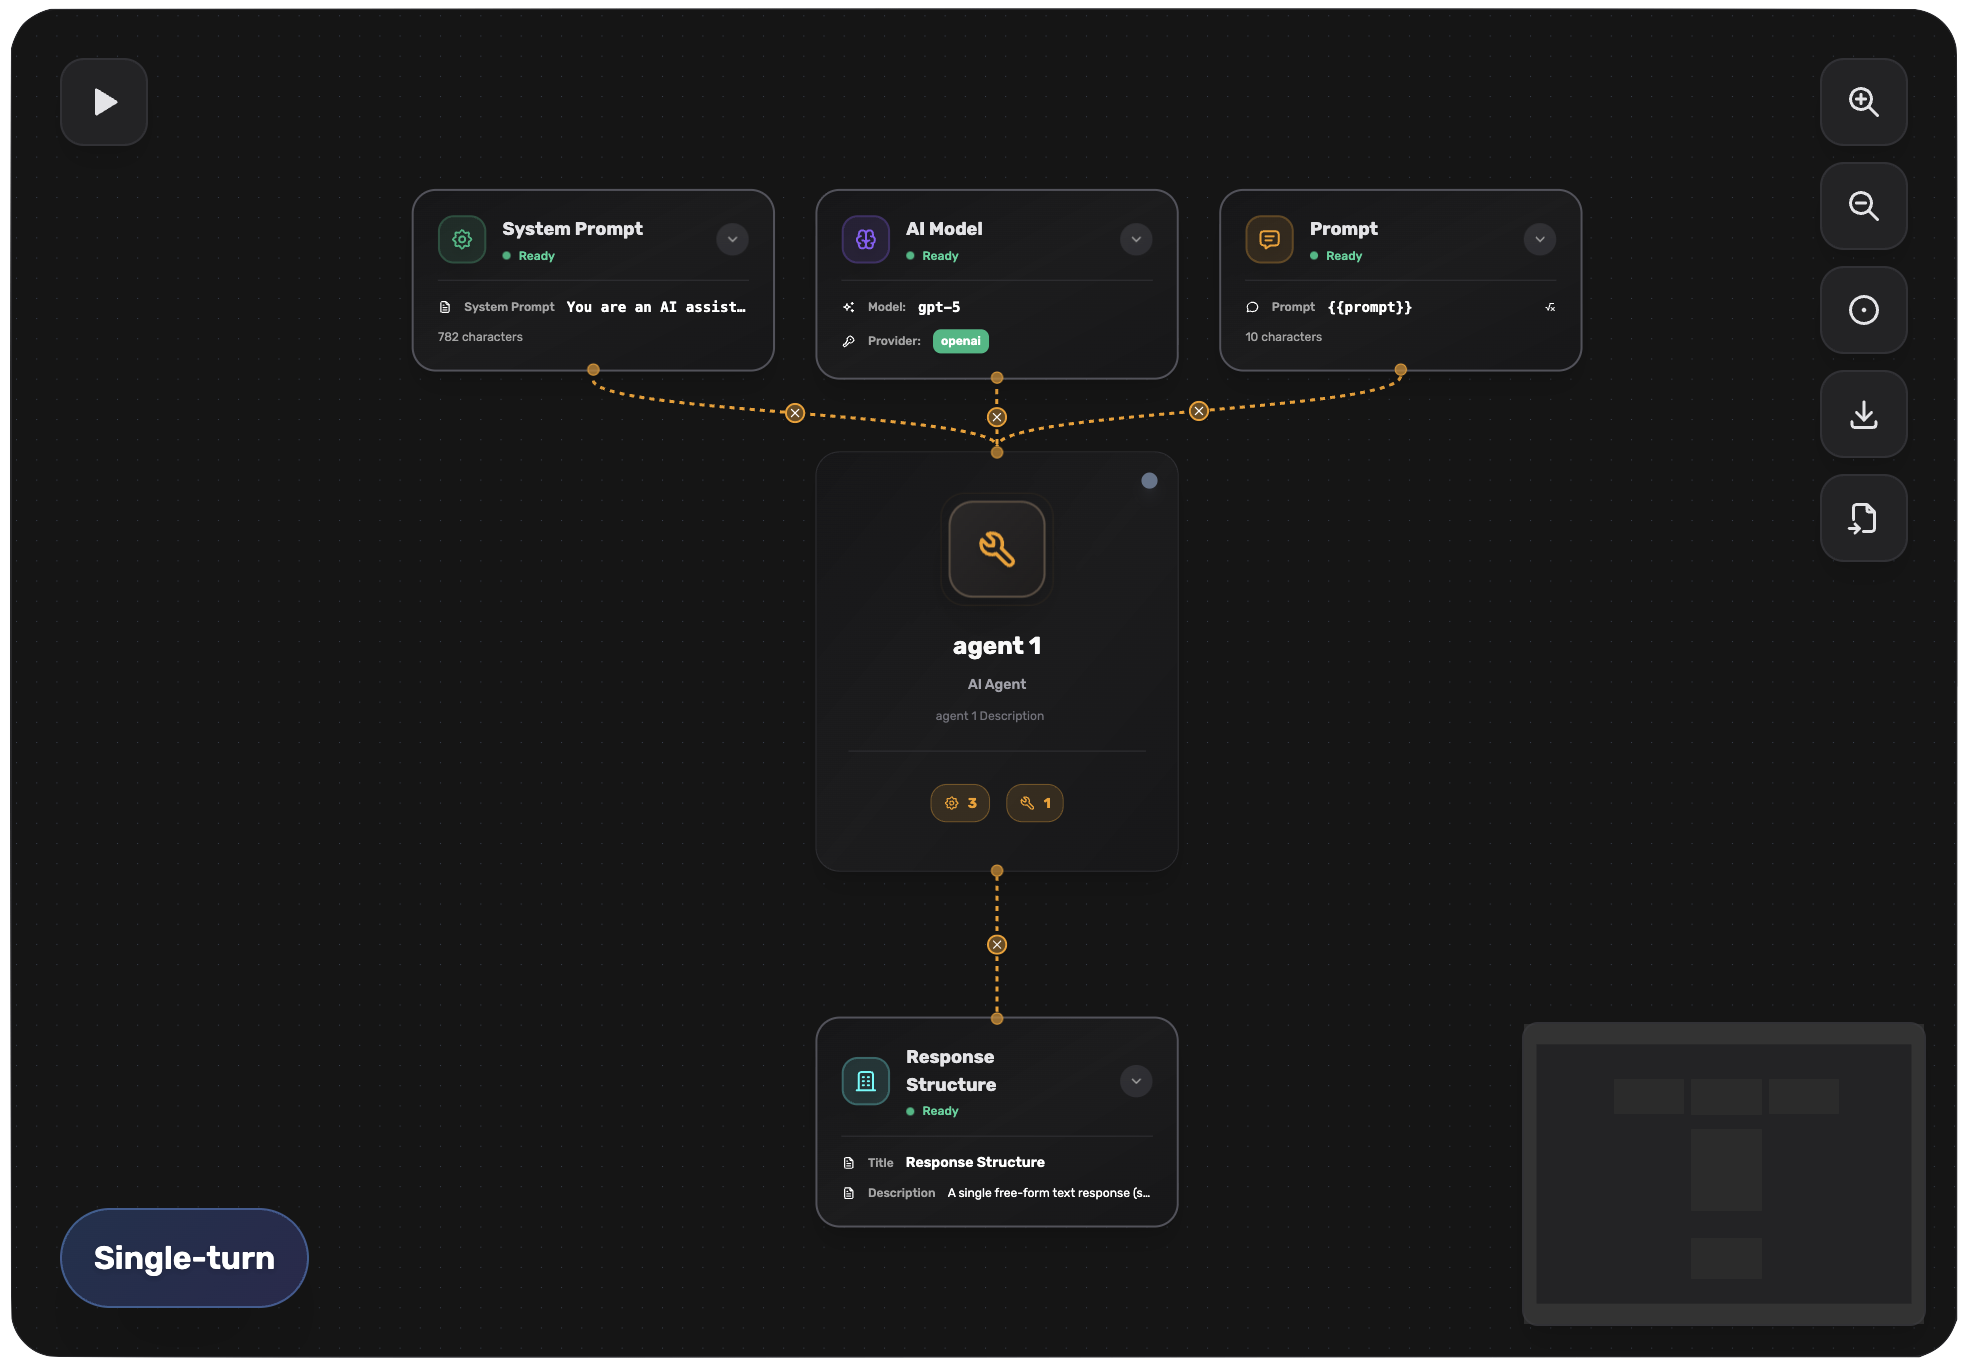 System Prompt
Ready
System Prompt You are an AI assist…
782 characters
AI Model
Ready
Model: gpt-5
Provider: openai
Prompt
Ready
Prompt {{prompt}}
10 characters
agent 1
AI Agent
agent 1 Description
3 1
Response
Structure
Ready
Title Response Structure
Description A single free-form text response (s…
Single-turn